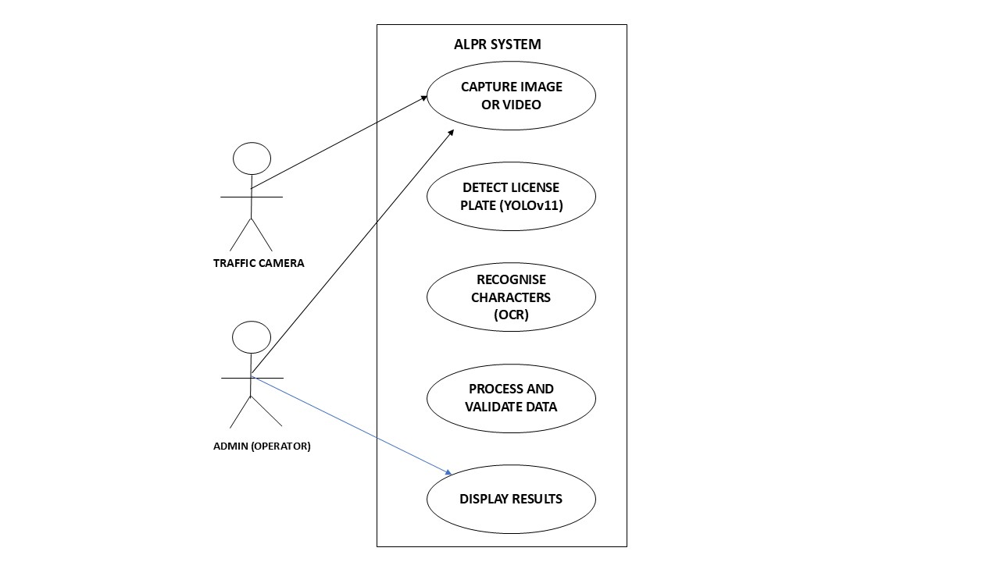 ALPR SYSTEM
CAPTURE IMAGE
OR VIDEO
DETECT LICENSE
PLATE (YOLOv11)
TRAFFIC CAMERA
RECOGNISE
CHARACTERS
(OCR)
PROCESS AND
VALIDATE DATA
ADMIN (OPERATOR)
DISPLAY RESULTS